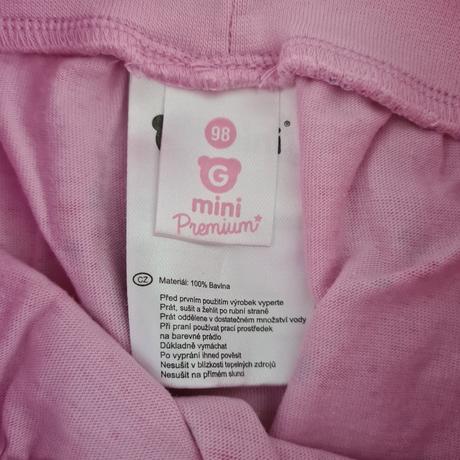 98
G
mini
Premium
CZ Materiál: 100% Bavlna
Před prvním použitím výrobek vyperte
Prát, sušit a žehlit po rubní straně
Prát odděleně v dostatečném množství vody
Při praní používat prací prostředek
na barevné prádlo
Důkladně vymáchat
Po vyprání ihned pověsit
Nesušit v blízkosti tepelných zdrojů
Nesušit na přímém slunci